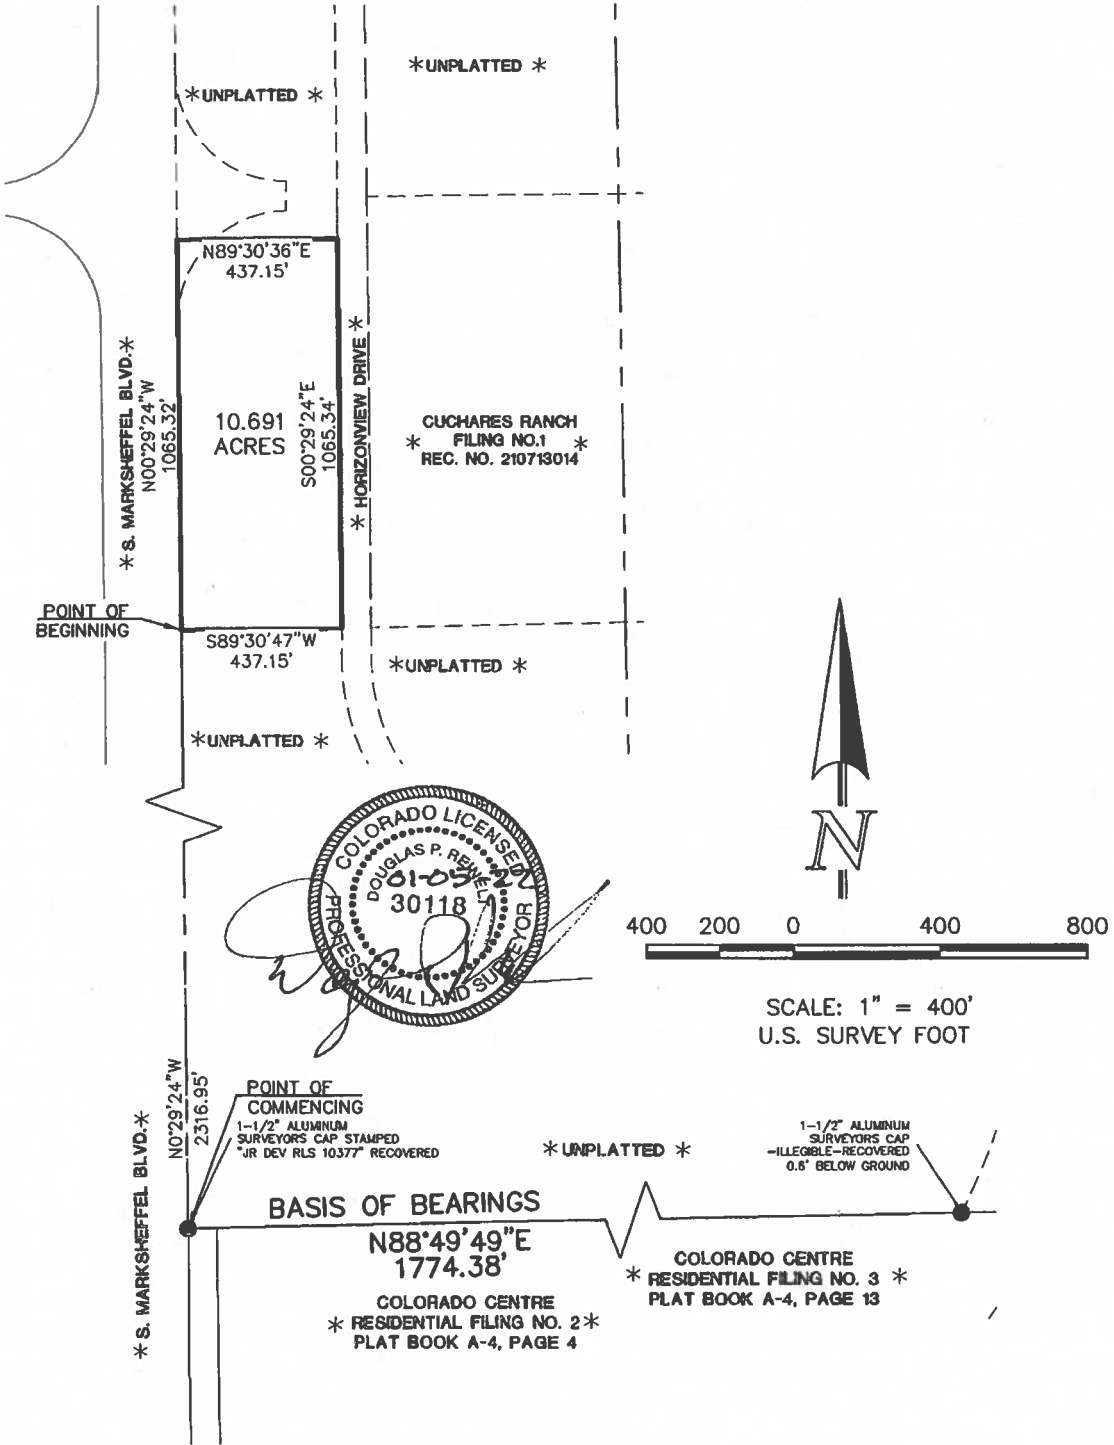 *UNPLATTED *
*UNPLATTED *
N89°30'36"E
437.15'
*S. MARKSHEFFEL BLVD.*
N00°29'24"W
1065.32'
10.691
ACRES
S00°29'24"E
1065.34'
* HORIZONVIEW DRIVE *
CUCHARES RANCH
* FILING NO.1 *
REC. NO. 210713014
POINT OF
BEGINNING
S89°30'47"W
437.15'
*UNPLATTED *
*UNPLATTED *
COLORADO LICENSED
DOUGLAS P. REINELT
01-05-
30118
PROFESSIONAL LAND SURVEYOR
N
400 200 0 400 800
SCALE: 1" = 400'
U.S. SURVEY FOOT
N0°29'24"W
2316.95'
POINT OF
COMMENCING
1-1/2" ALUMINUM
SURVEYORS CAP STAMPED
"JR DEV RLS 10377" RECOVERED
*UNPLATTED *
1-1/2" ALUMINUM
SURVEYORS CAP
-ILLEGIBLE-RECOVERED
0.6' BELOW GROUND
* S. MARKSHEFFEL BLVD.*
BASIS OF BEARINGS
N88°49'49"E
1774.38'
COLORADO CENTRE
* RESIDENTIAL FILING NO. 3 *
PLAT BOOK A-4, PAGE 13
COLORADO CENTRE
* RESIDENTIAL FILING NO. 2*
PLAT BOOK A-4, PAGE 4